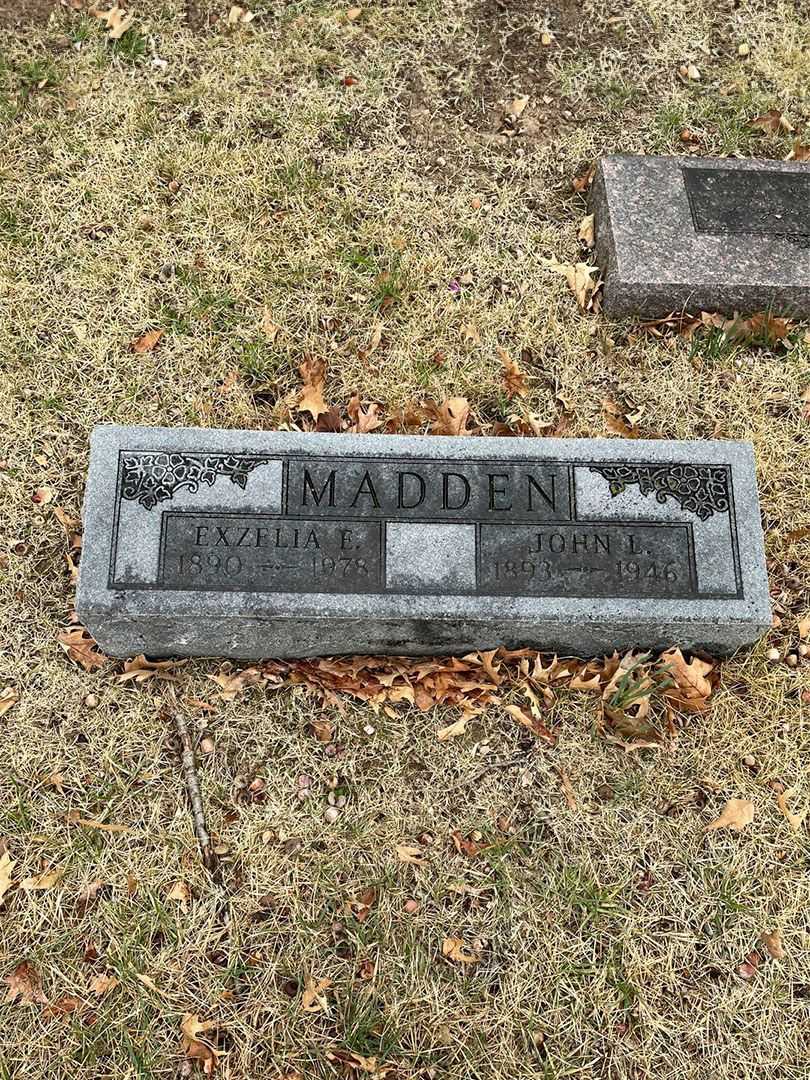 MADDEN
EXZELIA E.
1890 — 1978
JOHN L.
1893 — 1946